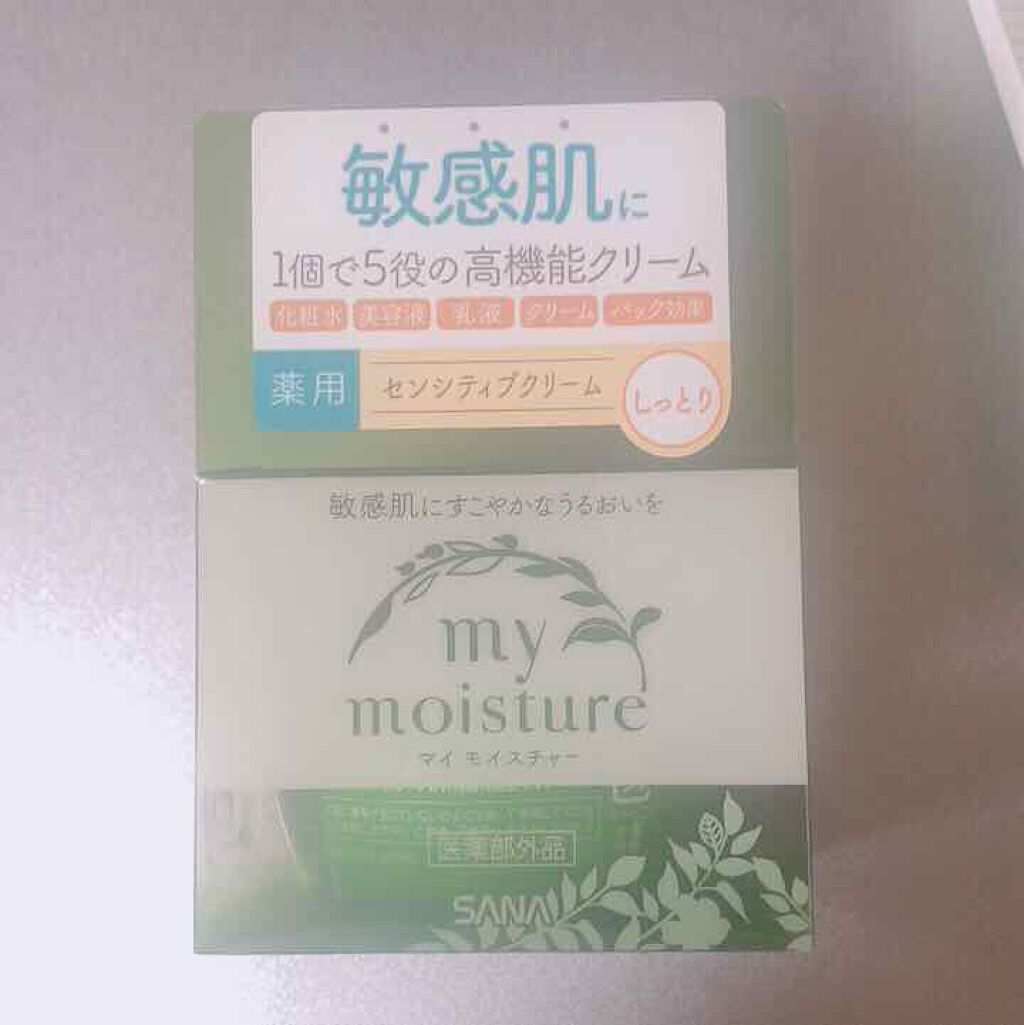 敏感肌に
1個で5役の高機能クリーム
化粧水 美容液 乳液 クリーム パック効果
薬用 センシティブクリーム しっとり
敏感肌にすこやかなうるおいを
my
moisture
マイ モイスチャー
医薬部外品
SANA